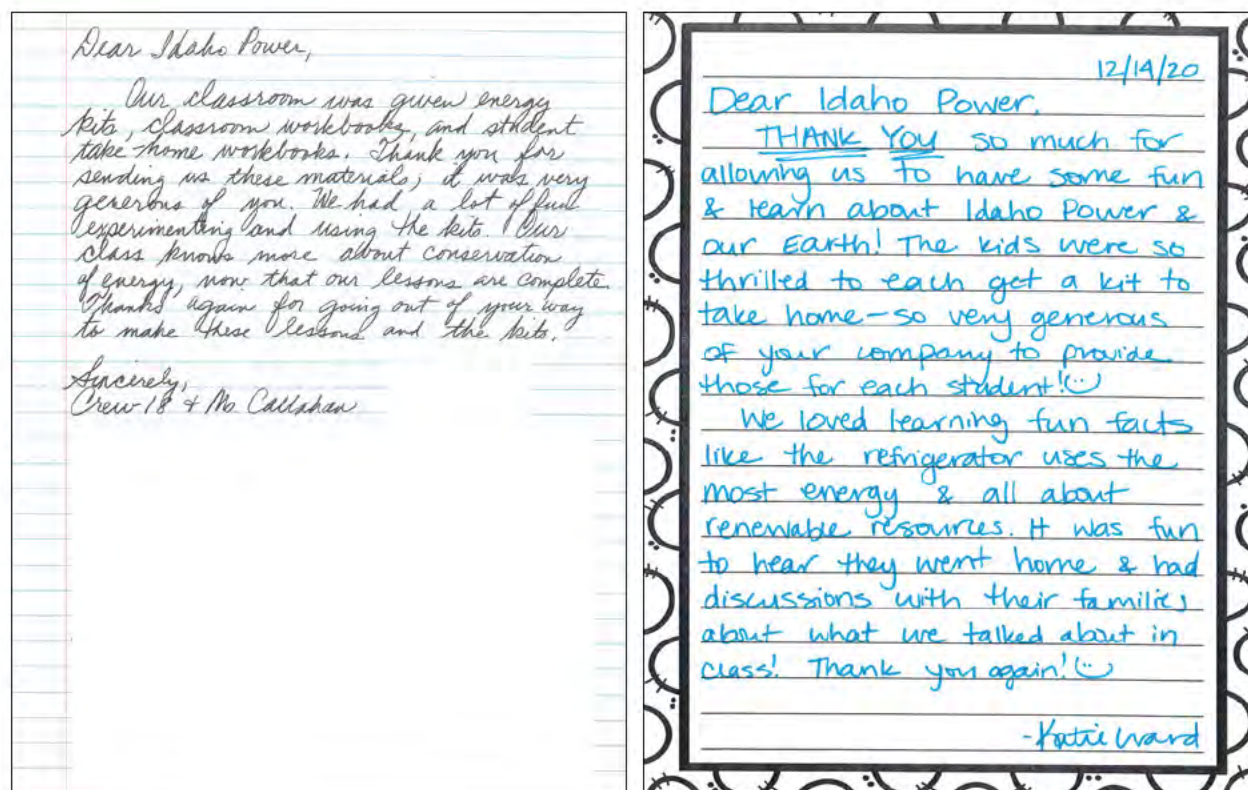 Dear Idaho Power,
Our classroom was given energy
kits, classroom workbooks, and student
take-home workbooks. Thank you for
sending us these materials; it was very
generous of you. We had a lot of fun
experimenting and using the kits. Our
class knows more about conservation
of energy, now that our lessons are complete.
Thanks again for going out of your way
to make these lessons and the kits.
Sincerely,
Crew 18 + Ms. Callahan
12/14/20
Dear Idaho Power,
THANK YOU so much for
allowing us to have some fun
& learn about Idaho Power &
our Earth! The kids were so
thrilled to each get a kit to
take home - so very generous
of your company to provide
those for each student!
We loved learning fun facts
like the refrigerator uses the
most energy & all about
renewable resources. It was fun
to hear they went home & had
discussions with their families
about what we talked about in
class! Thank you again!
-Katie Ward